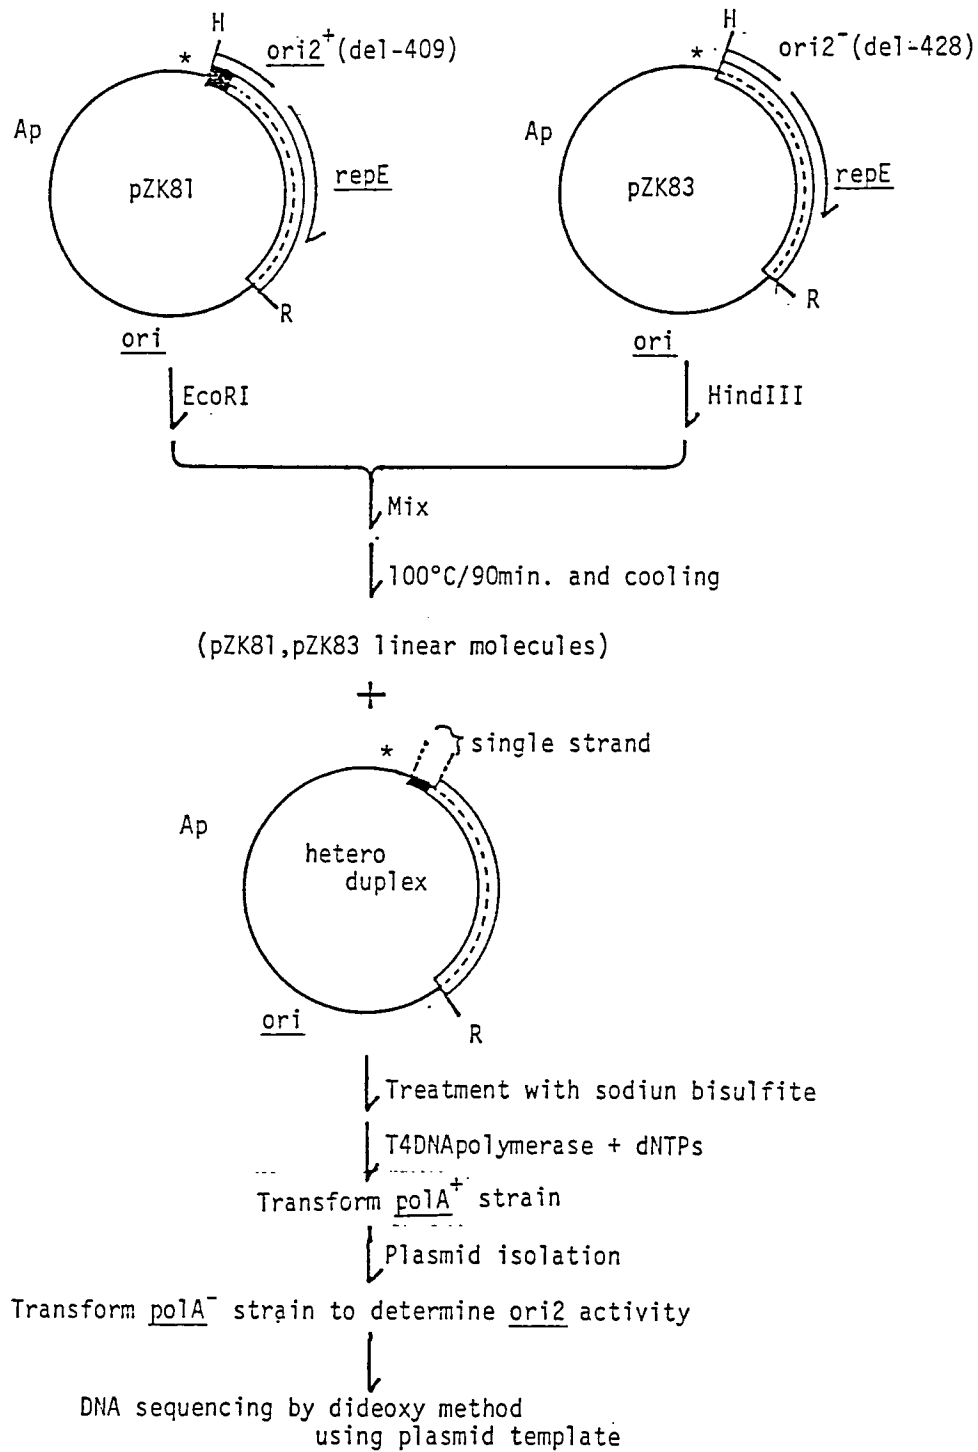 H
* ori2+(del-409)
Ap
pZK81
repE
R
ori
EcoRI
H
* ori2-(del-428)
Ap
pZK83
repE
R
ori
HindIII
Mix
100°C/90min. and cooling
(pZK81,pZK83 linear molecules)
+
* single strand
Ap
hetero
duplex
ori
R
Treatment with sodiun bisulfite
T4DNApolymerase + dNTPs
Transform polA+ strain
Plasmid isolation
Transform polA- strain to determine ori2 activity
DNA sequencing by dideoxy method
using plasmid template